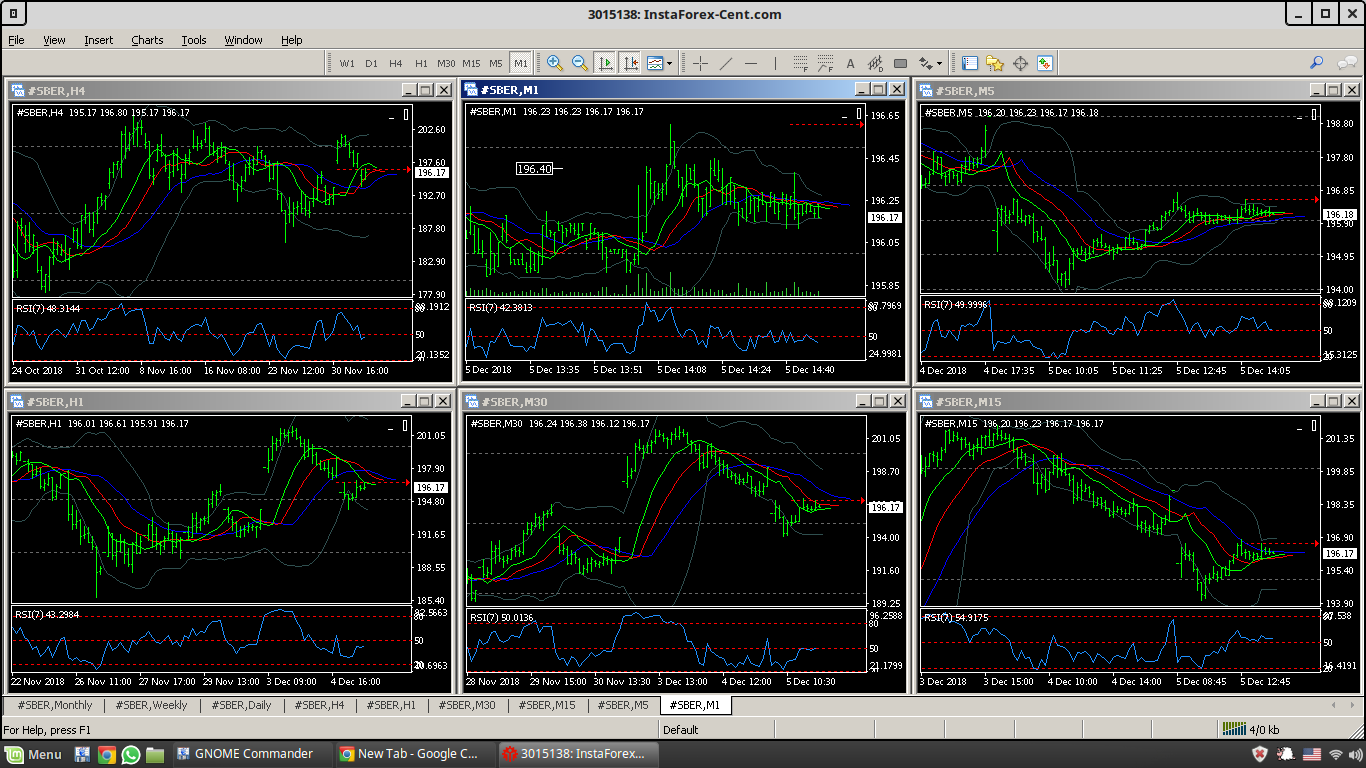 3015138: InstaForex-Cent.com
File View Insert Charts Tools Window Help
W1 D1 H4 H1 M30 M15 M5 M1
#SBER,H4
#SBER,H4 195.17 196.80 195.17 196.17
202.60
197.60
196.17
192.70
187.80
182.90
177.90
RSI(7) 48.3144
80
50
20.1352
24 Oct 2018 31 Oct 12:00 8 Nov 16:00 16 Nov 08:00 23 Nov 12:00 30 Nov 16:00
#SBER,M1
#SBER,M1 196.23 196.23 196.17 196.17
196.40
196.65
196.45
196.25
196.17
196.05
195.85
RSI(7) 42.3813
50
24.9981
5 Dec 2018 5 Dec 13:35 5 Dec 13:51 5 Dec 14:08 5 Dec 14:24 5 Dec 14:40
#SBER,M5
#SBER,M5 196.20 196.23 196.17 196.18
198.80
197.80
196.85
196.18
195.90
194.95
194.00
RSI(7) 49.9996
50
4 Dec 2018 4 Dec 17:35 5 Dec 10:05 5 Dec 11:25 5 Dec 12:45 5 Dec 14:05
#SBER,H1
#SBER,H1 196.01 196.61 195.91 196.17
201.05
197.90
196.17
194.80
191.65
188.55
185.40
RSI(7) 43.2984
80
50
22 Nov 2018 26 Nov 11:00 27 Nov 17:00 29 Nov 13:00 3 Dec 09:00 4 Dec 16:00
#SBER,M30
#SBER,M30 196.24 196.38 196.12 196.17
201.05
198.70
196.17
194.00
191.60
189.25
RSI(7) 50.0136
80
50
21.1799
28 Nov 2018 29 Nov 15:00 30 Nov 13:30 3 Dec 13:00 4 Dec 12:00 5 Dec 10:30
#SBER,M15
#SBER,M15 196.20 196.23 196.17 196.17
201.35
199.85
198.35
196.90
196.17
195.40
193.90
RSI(7) 54.9175
50
3 Dec 2018 3 Dec 15:00 4 Dec 10:00 4 Dec 14:00 5 Dec 08:45 5 Dec 12:45
#SBER,Monthly #SBER,Weekly #SBER,Daily #SBER,H4 #SBER,H1 #SBER,M30 #SBER,M15 #SBER,M5 #SBER,M1
For Help, press F1 Default 4/0 kb
Menu GNOME Commander New Tab - Google C... 3015138: InstaForex...